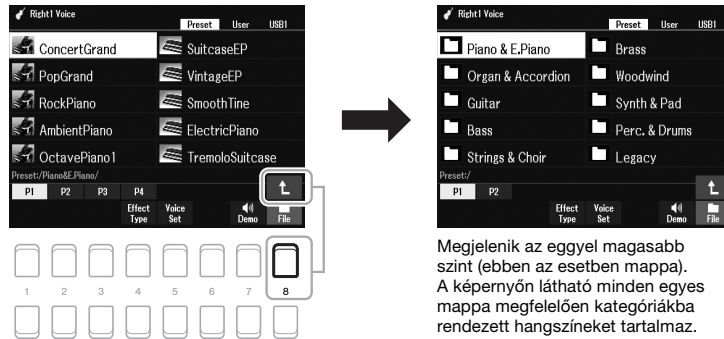 Right1 Voice
Preset User USB1
ConcertGrand SuitcaseEP
PopGrand VintageEP
RockPiano SmoothTine
AmbientPiano ElectricPiano
OctavePiano1 TremoloSuitcase
Preset:/Piano&E.Piano/
P1 P2 P3 P4
Effect Type Voice Set Demo File
1 2 3 4 5 6 7 8
Right1 Voice
Preset User USB1
Piano & E.Piano Brass
Organ & Accordion Woodwind
Guitar Synth & Pad
Bass Perc. & Drums
Strings & Choir Legacy
Preset:/
P1 P2
Effect Type Voice Set Demo File
Megjelenik az eggyel magasabb
szint (ebben az esetben mappa).
A képernyőn látható minden egyes
mappa megfelelően kategóriákba
rendezett hangszíneket tartalmaz.